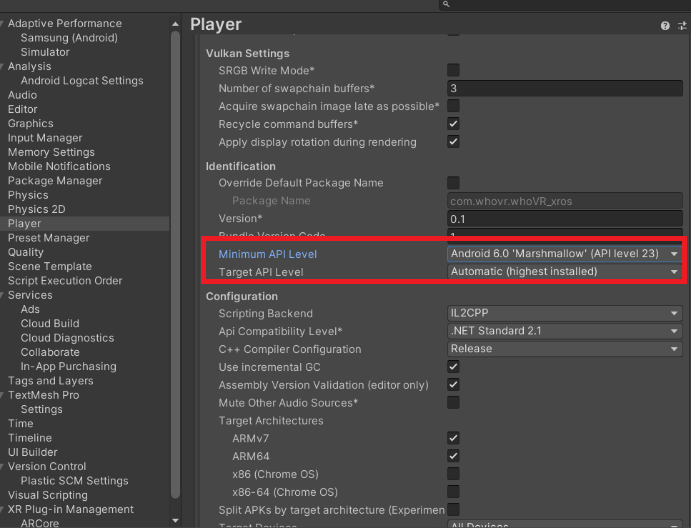 Player
Adaptive Performance
Samsung (Android)
Simulator
Analysis
Android Logcat Settings
Audio
Editor
Graphics
Input Manager
Memory Settings
Mobile Notifications
Package Manager
Physics
Physics 2D
Player
Preset Manager
Quality
Scene Template
Script Execution Order
Services
Ads
Cloud Build
Cloud Diagnostics
Collaborate
In-App Purchasing
Tags and Layers
TextMesh Pro
Settings
Time
Timeline
UI Builder
Version Control
Plastic SCM Settings
Visual Scripting
XR Plug-in Management
ARCore
Vulkan Settings
SRGB Write Mode*
Number of swapchain buffers* 3
Acquire swapchain image late as possible*
Recycle command buffers*
Apply display rotation during rendering
Identification
Override Default Package Name
Package Name com.whovr.whoVR_xros
Version* 0.1
Bundle Version Code 1
Minimum API Level Android 6.0 'Marshmallow' (API level 23)
Target API Level Automatic (highest installed)
Configuration
Scripting Backend IL2CPP
Api Compatibility Level* .NET Standard 2.1
C++ Compiler Configuration Release
Use incremental GC
Assembly Version Validation (editor only)
Mute Other Audio Sources*
Target Architectures
ARMv7
ARM64
x86 (Chrome OS)
x86-64 (Chrome OS)
Split APKs by target architecture (Experimen
Target Devices All Devices